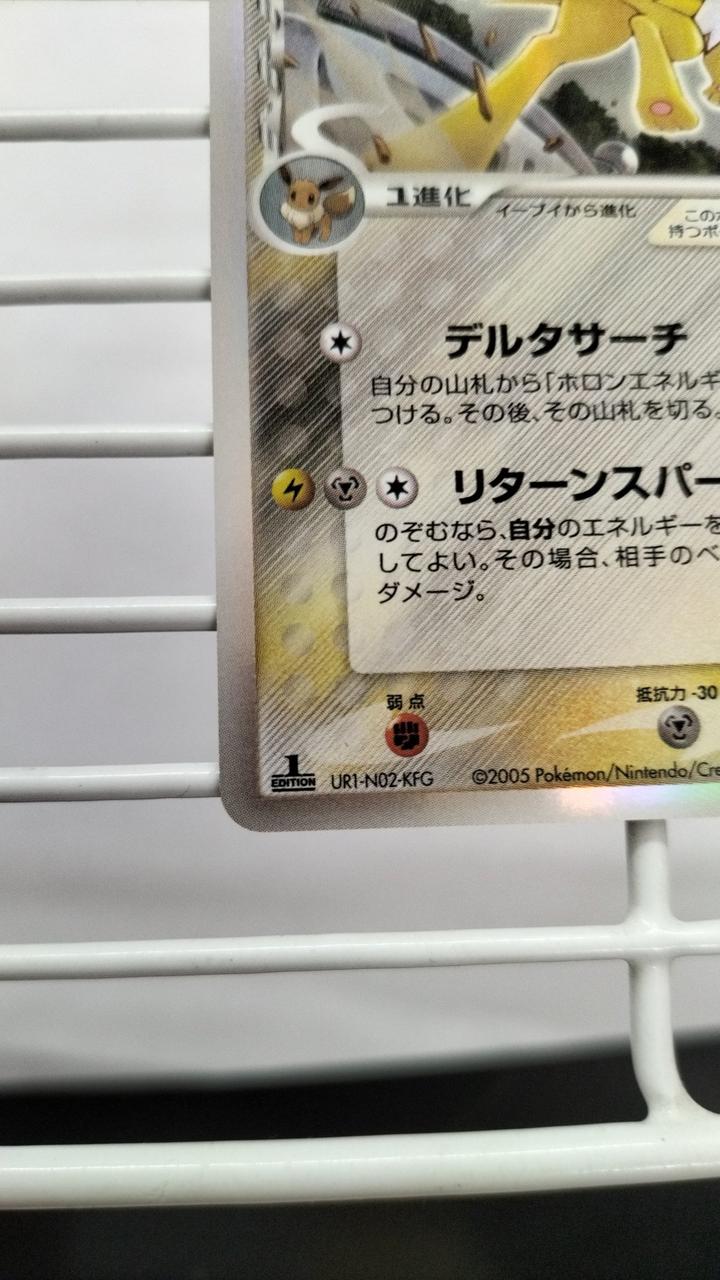 1進化
イーブイから進化
この
持つポ
デルタサーチ
自分の山札から「ホロンエネルギ
つける。その後、その山札を切る。
リターンスパー
のぞむなら、自分のエネルギーを
してよい。その場合、相手のベ
ダメージ。
弱点
抵抗力 -30
1
EDITION
UR1-N02-KFG
©2005 Pokémon/Nintendo/Cre